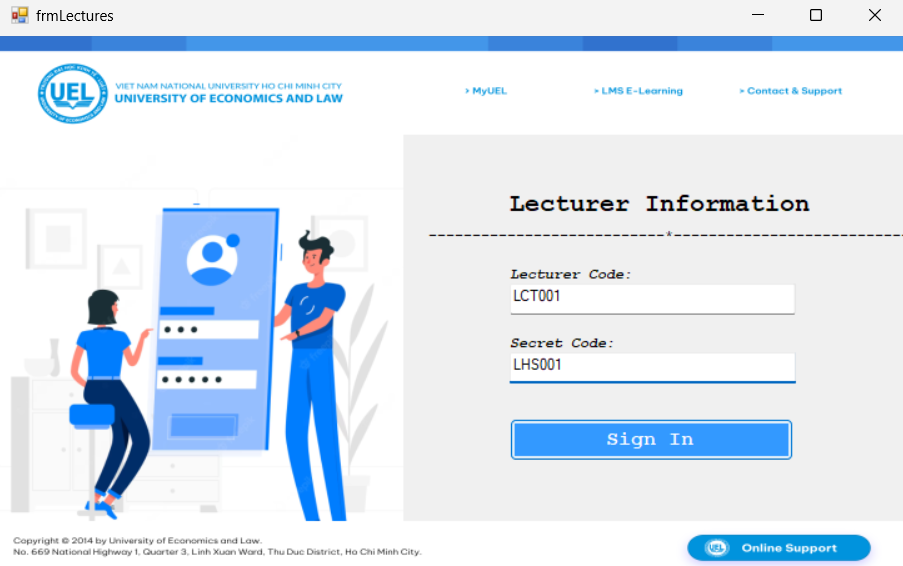 frmLectures
UEL
VIET NAM NATIONAL UNIVERSITY HO CHI MINH CITY
UNIVERSITY OF ECONOMICS AND LAW
> MyUEL
> LMS E-Learning
> Contact & Support
Lecturer Information
---------------------------*---------------------------
Lecturer Code:
LCT001
Secret Code:
LHS001
Sign In
Copyright © 2014 by University of Economics and Law.
No. 669 National Highway 1, Quarter 3, Linh Xuan Ward, Thu Duc District, Ho Chi Minh City.
UEL
Online Support